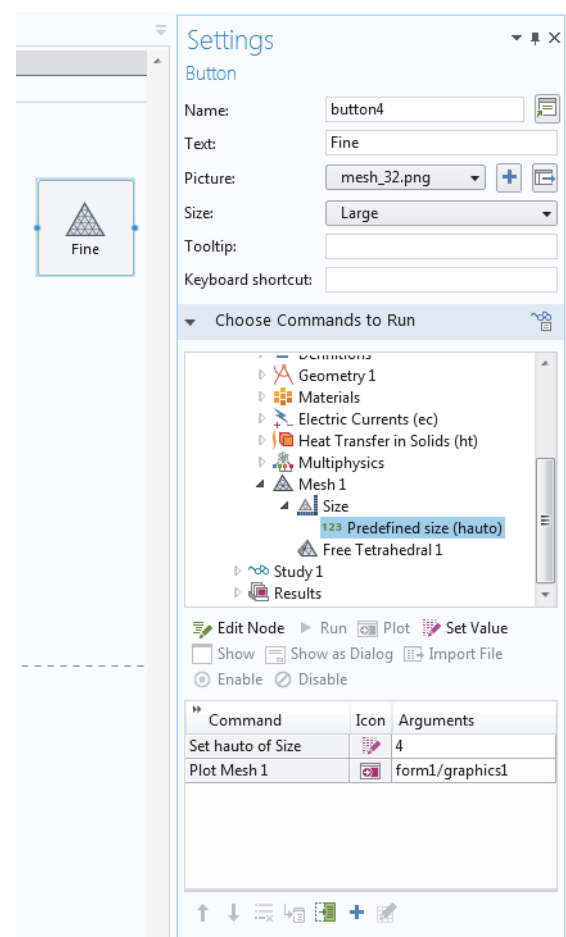 Settings
Button
Name: button4
Text: Fine
Picture: mesh_32.png
Size: Large
Tooltip:
Keyboard shortcut:
Fine
Choose Commands to Run
Definitions
Geometry 1
Materials
Electric Currents (ec)
Heat Transfer in Solids (ht)
Multiphysics
Mesh 1
Size
123 Predefined size (hauto)
Free Tetrahedral 1
Study 1
Results
Edit Node Run Plot Set Value
Show Show as Dialog Import File
Enable Disable
Command Icon Arguments
Set hauto of Size 4
Plot Mesh 1 form1/graphics1